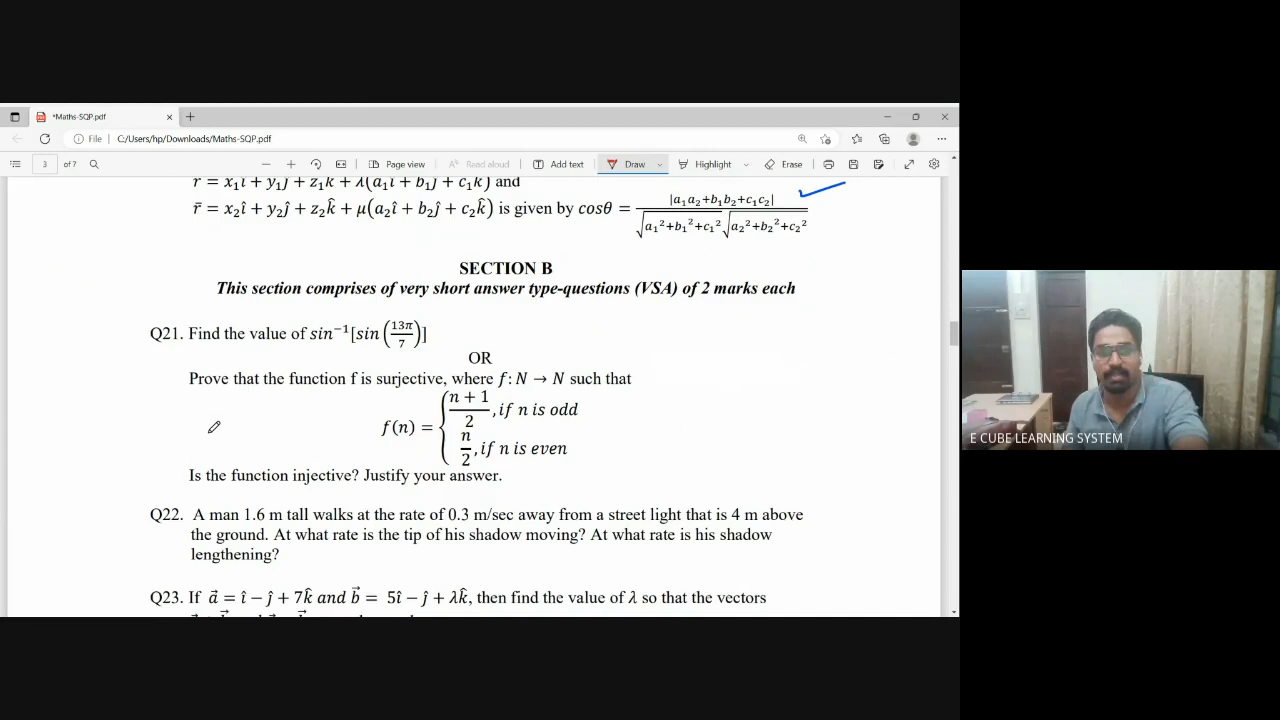 *Maths-SQP.pdf
File | C:/Users/hp/Downloads/Maths-SQP.pdf
3 of 7 Page view Read aloud Add text Draw Highlight Erase
r̄ = x₁î + y₁ĵ + z₁k̂ + λ(a₁î + b₁ĵ + c₁k̂) and
r̄ = x₂î + y₂ĵ + z₂k̂ + μ(a₂î + b₂ĵ + c₂k̂) is given by cosθ = |a₁a₂+b₁b₂+c₁c₂| / √(a₁²+b₁²+c₁²) √(a₂²+b₂²+c₂²)
SECTION B
This section comprises of very short answer type-questions (VSA) of 2 marks each
Q21. Find the value of sin⁻¹[sin(13π/7)]
OR
Prove that the function f is surjective, where f: N → N such that
f(n) = { (n + 1)/2, if n is odd
n/2, if n is even
Is the function injective? Justify your answer.
Q22. A man 1.6 m tall walks at the rate of 0.3 m/sec away from a street light that is 4 m above
the ground. At what rate is the tip of his shadow moving? At what rate is his shadow
lengthening?
Q23. If a⃗ = î − ĵ + 7k̂ and b⃗ = 5î − ĵ + λk̂, then find the value of λ so that the vectors
E CUBE LEARNING SYSTEM